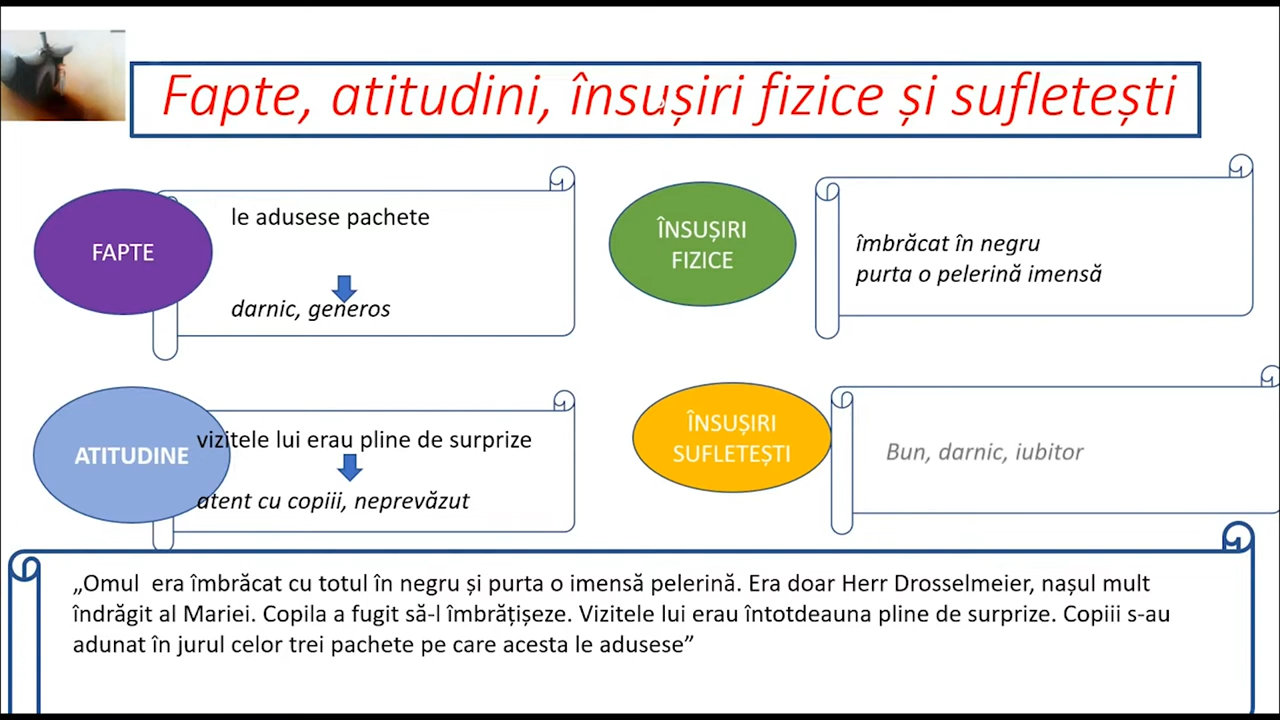 Fapte, atitudini, însușiri fizice și sufletești
FAPTE
le adusese pachete
darnic, generos
ÎNSUȘIRI
FIZICE
îmbrăcat în negru
purta o pelerină imensă
ATITUDINE
vizitele lui erau pline de surprize
atent cu copiii, neprevăzut
ÎNSUȘIRI
SUFLETEȘTI
Bun, darnic, iubitor
„Omul era îmbrăcat cu totul în negru și purta o imensă pelerină. Era doar Herr Drosselmeier, nașul mult
îndrăgit al Mariei. Copila a fugit să-l îmbrățișeze. Vizitele lui erau întotdeauna pline de surprize. Copiii s-au
adunat în jurul celor trei pachete pe care acesta le adusese”